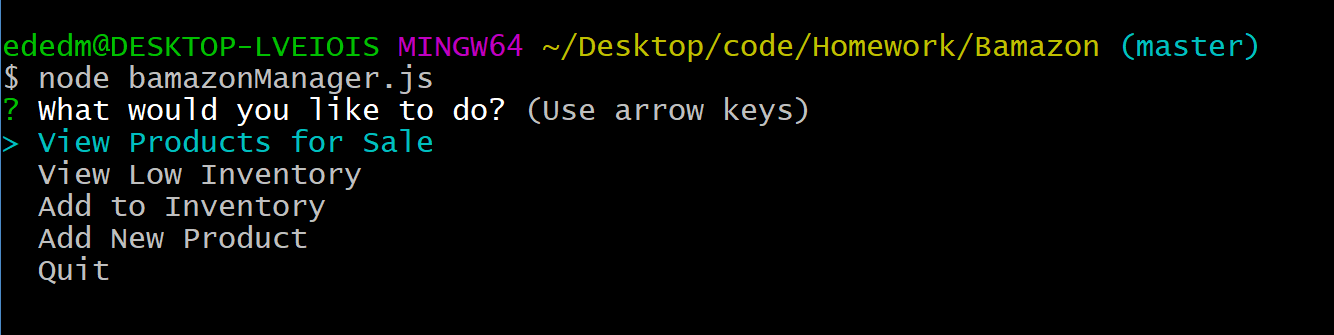 ededm@DESKTOP-LVEIOIS MINGW64 ~/Desktop/code/Homework/Bamazon (master)
$ node bamazonManager.js
? What would you like to do? (Use arrow keys)
> View Products for Sale
View Low Inventory
Add to Inventory
Add New Product
Quit